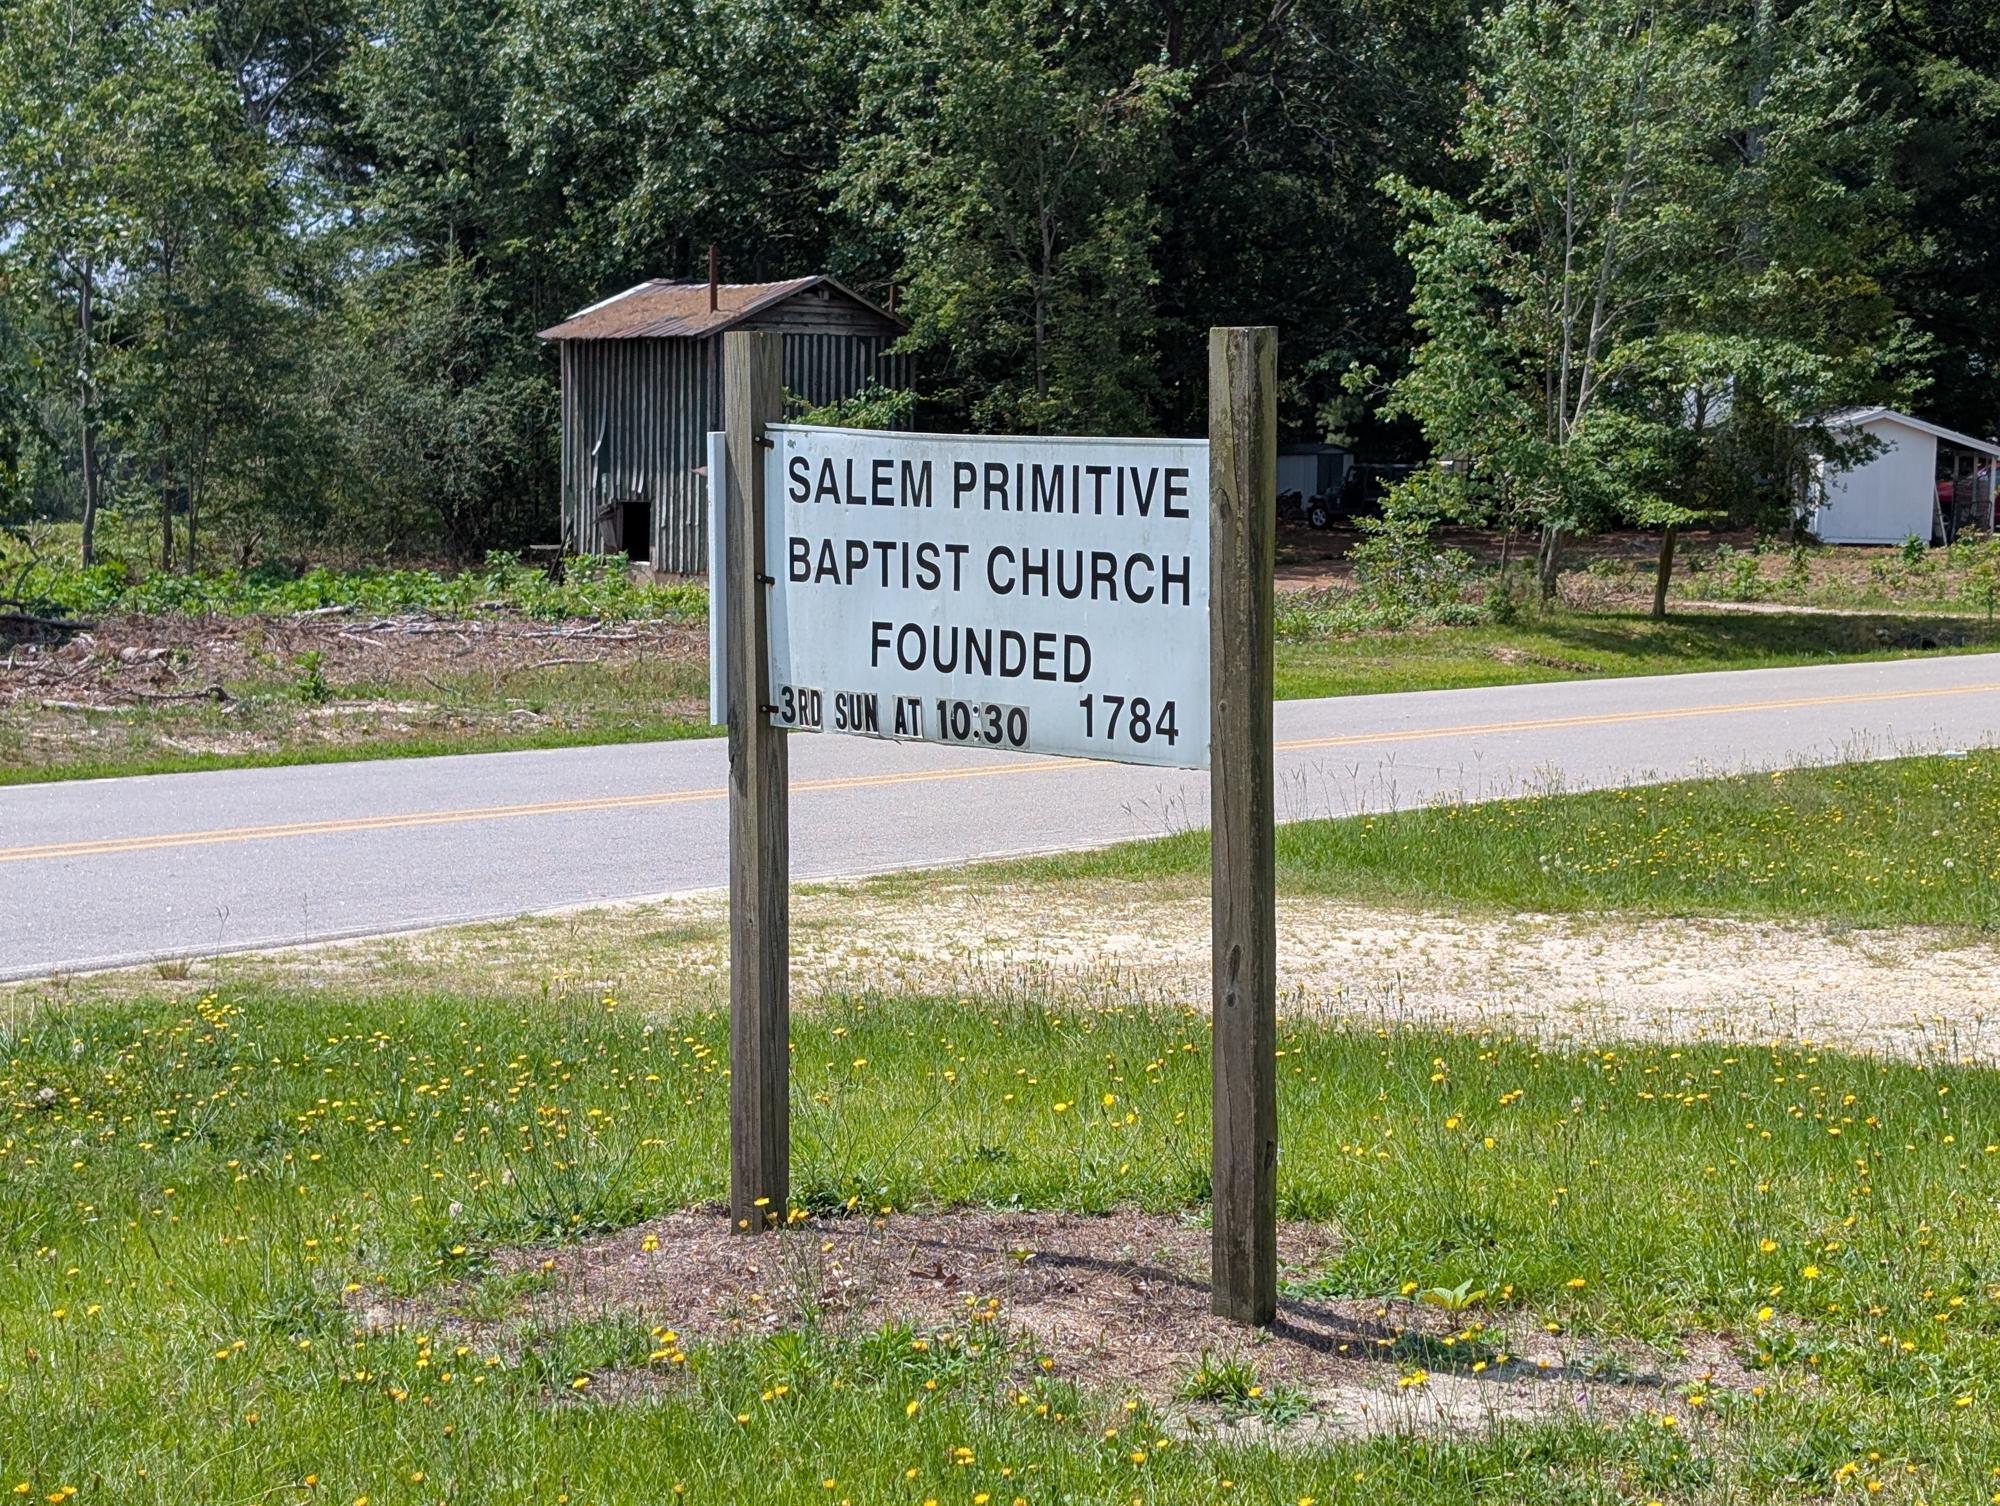 SALEM PRIMITIVE
BAPTIST CHURCH
FOUNDED
3RD SUN AT 10:30 1784